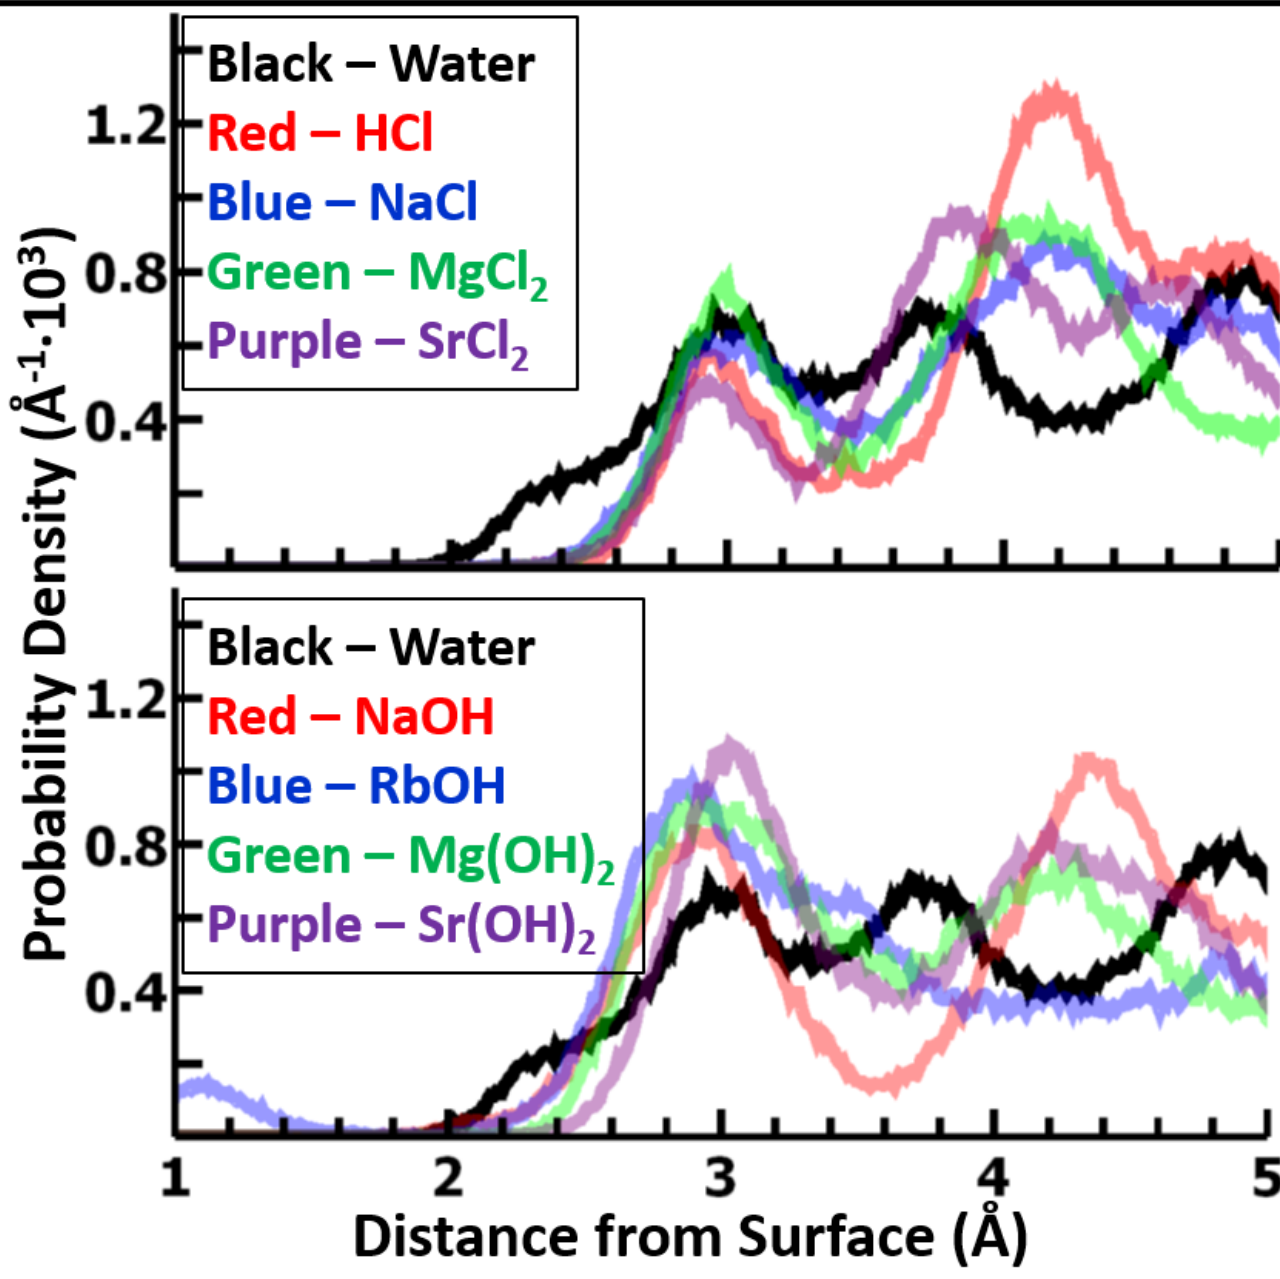 Probability Density (Å⁻¹·10³)
1.2
0.8
0.4
Black – Water
Red – HCl
Blue – NaCl
Green – MgCl₂
Purple – SrCl₂
1.2
0.8
0.4
Black – Water
Red – NaOH
Blue – RbOH
Green – Mg(OH)₂
Purple – Sr(OH)₂
1 2 3 4 5
Distance from Surface (Å)